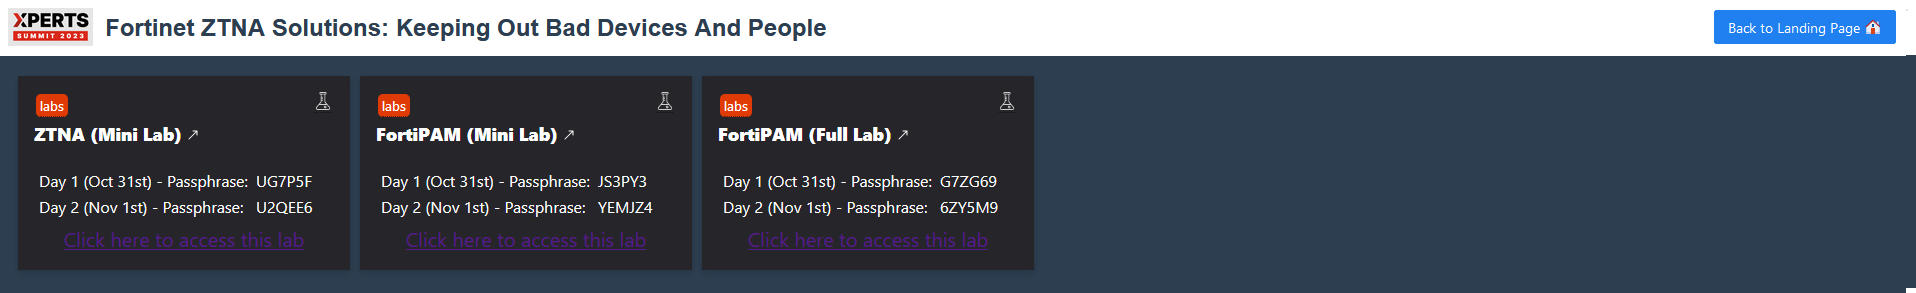 XPERTS
SUMMIT 2023
Fortinet ZTNA Solutions: Keeping Out Bad Devices And People
Back to Landing Page
labs
ZTNA (Mini Lab) ↗
Day 1 (Oct 31st) - Passphrase: UG7P5F
Day 2 (Nov 1st) - Passphrase: U2QEE6
Click here to access this lab
labs
FortiPAM (Mini Lab) ↗
Day 1 (Oct 31st) - Passphrase: JS3PY3
Day 2 (Nov 1st) - Passphrase: YEMJZ4
Click here to access this lab
labs
FortiPAM (Full Lab) ↗
Day 1 (Oct 31st) - Passphrase: G7ZG69
Day 2 (Nov 1st) - Passphrase: 6ZY5M9
Click here to access this lab